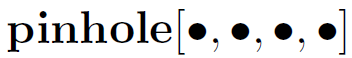 pinhole[•, •, •, •]